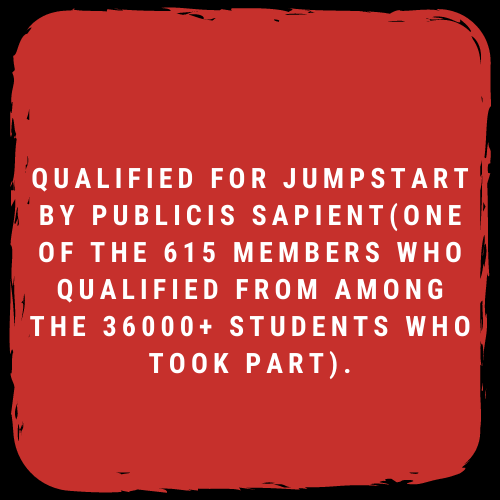 QUALIFIED FOR JUMPSTART
BY PUBLICIS SAPIENT(ONE
OF THE 615 MEMBERS WHO
QUALIFIED FROM AMONG
THE 36000+ STUDENTS WHO
TOOK PART).